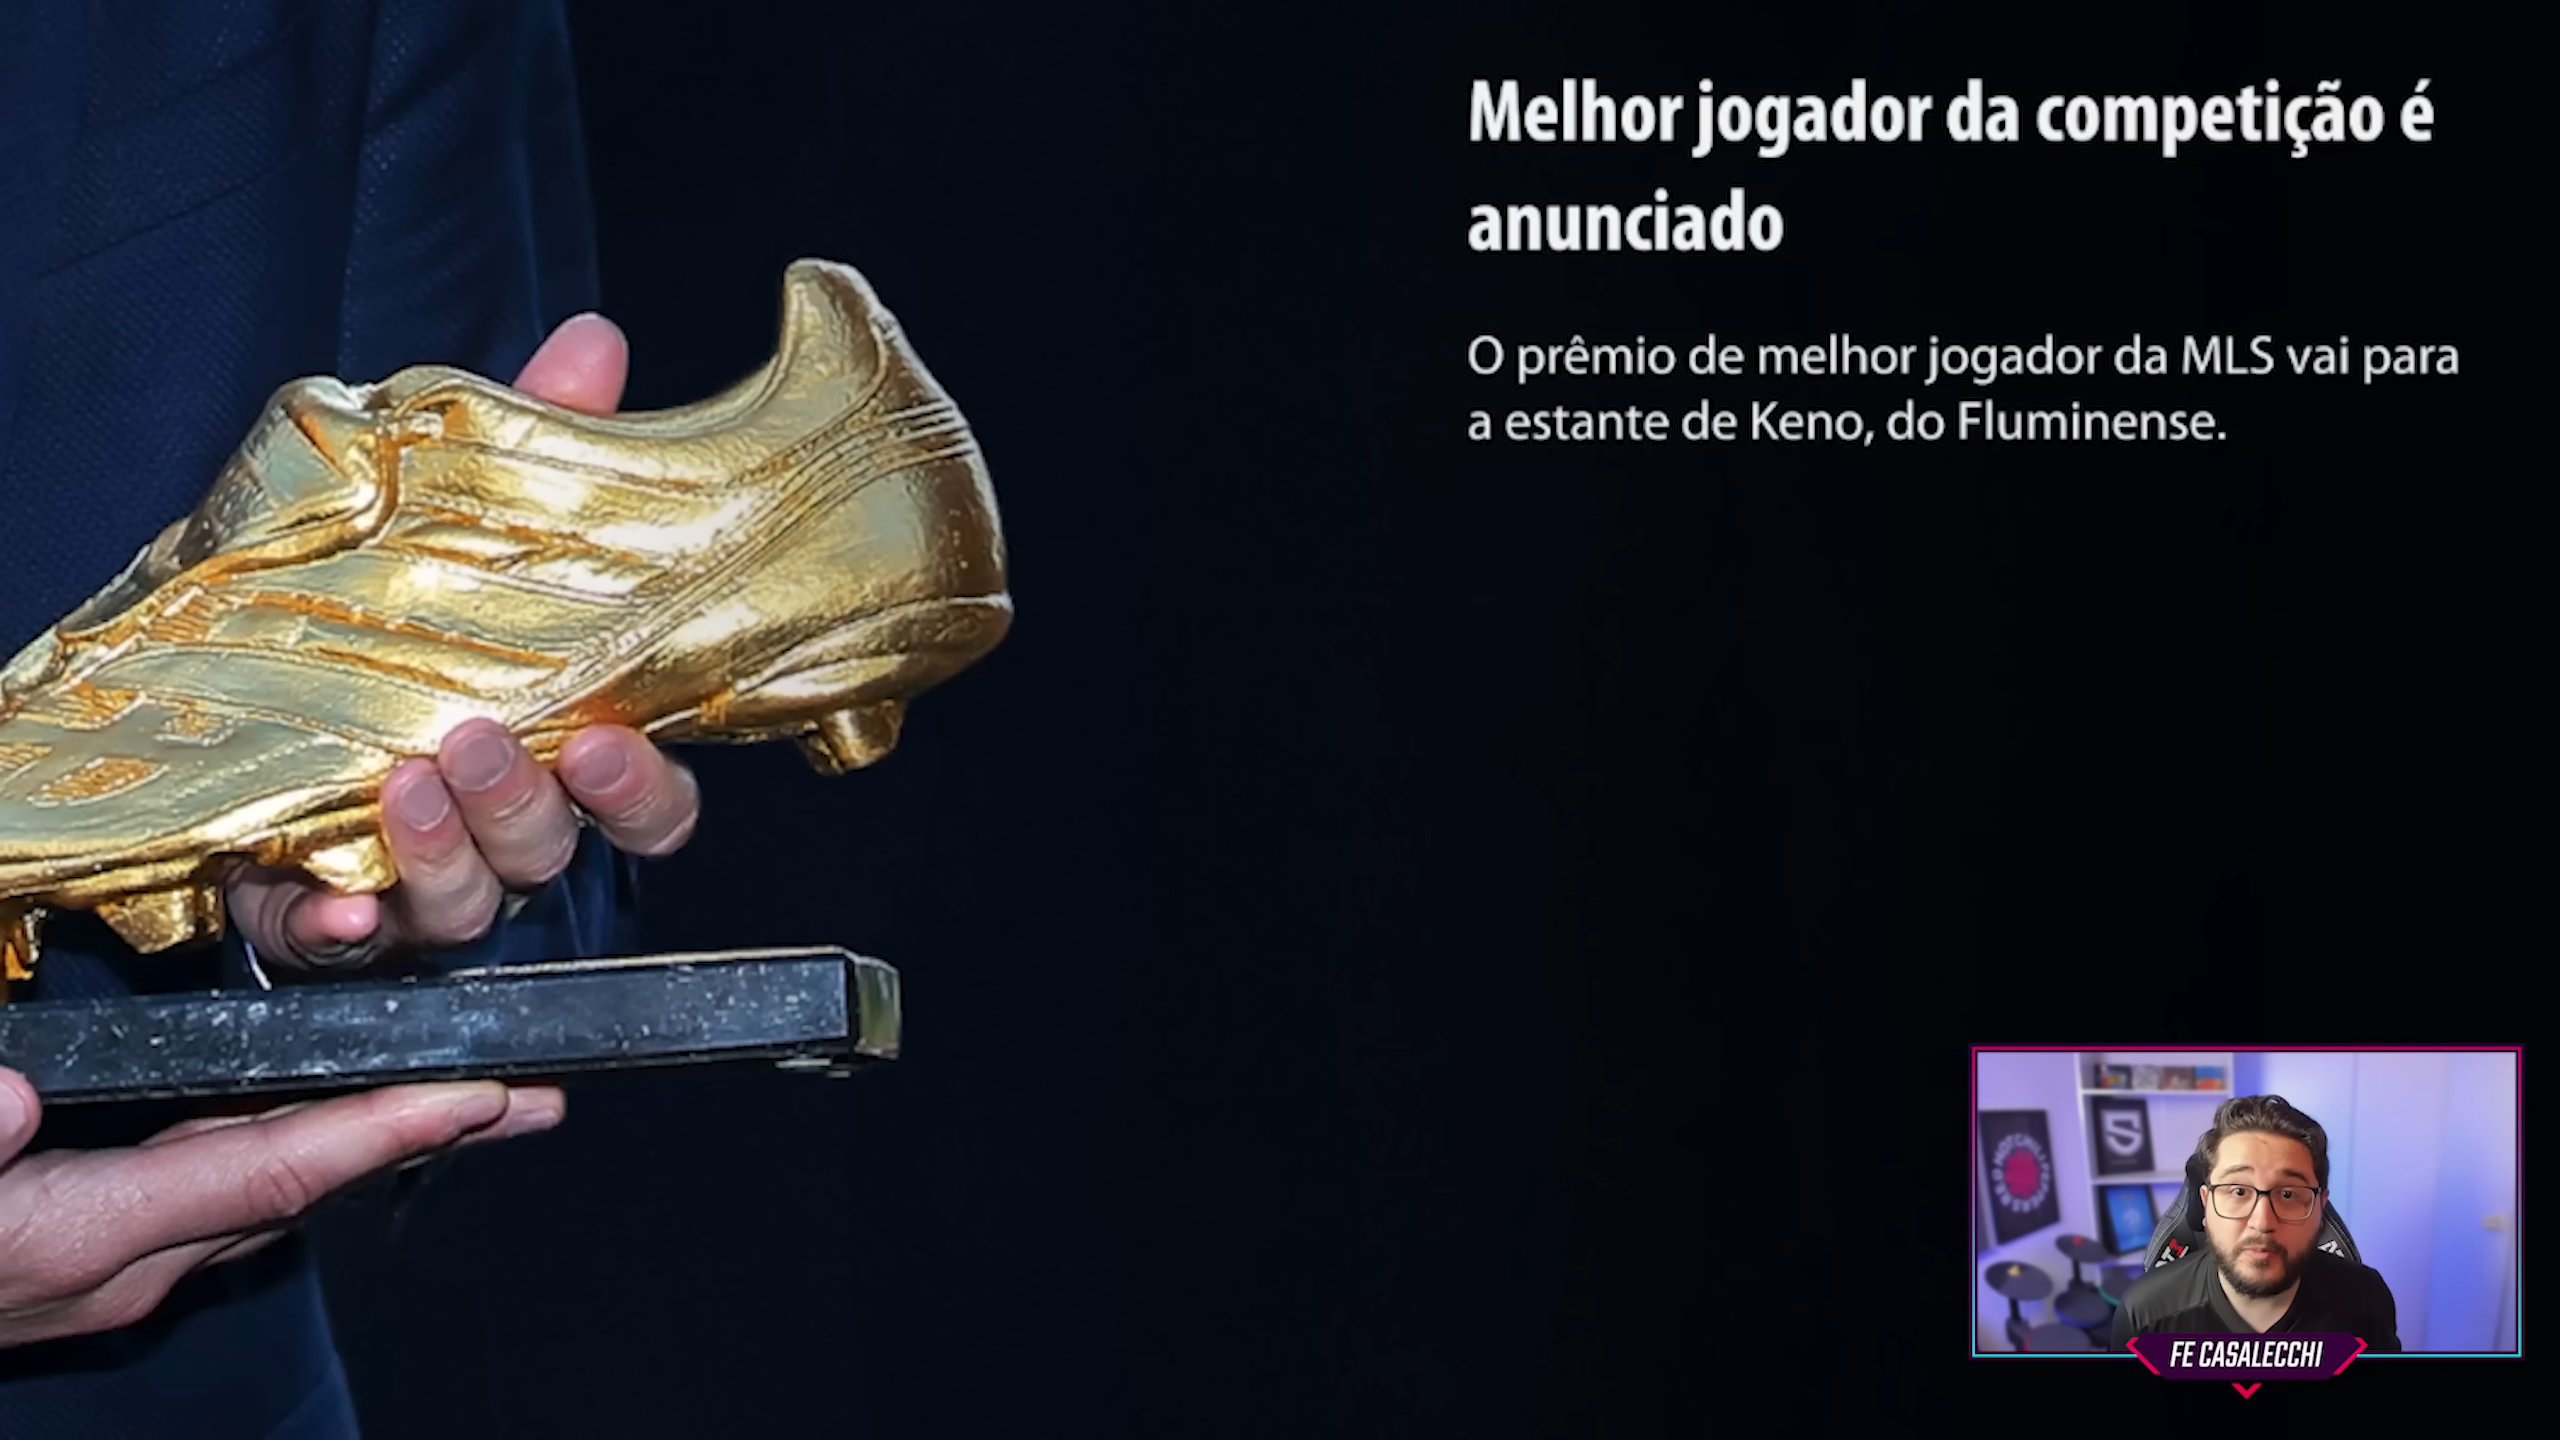 Melhor jogador da competição é
anunciado
O prêmio de melhor jogador da MLS vai para
a estante de Keno, do Fluminense.
FE CASALECCHI